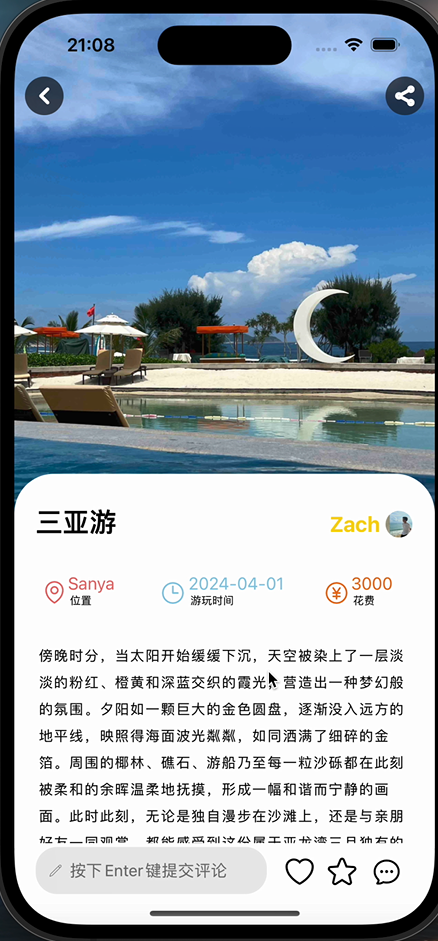 21:08
三亚游
Zach
Sanya
位置
2024-04-01
游玩时间
3000
花费
傍晚时分，当太阳开始缓缓下沉，天空被染上了一层淡
淡的粉红、橙黄和深蓝交织的霞光，营造出一种梦幻般
的氛围。夕阳如一颗巨大的金色圆盘，逐渐没入远方的
地平线，映照得海面波光粼粼，如同洒满了细碎的金
箔。周围的椰林、礁石、游船乃至每一粒沙砾都在此刻
被柔和的余晖温柔地抚摸，形成一幅和谐而宁静的画
面。此时此刻，无论是独自漫步在沙滩上，还是与亲朋
好友一同观赏，都能感受到这份属于亚龙湾三月独有的
按下Enter键提交评论